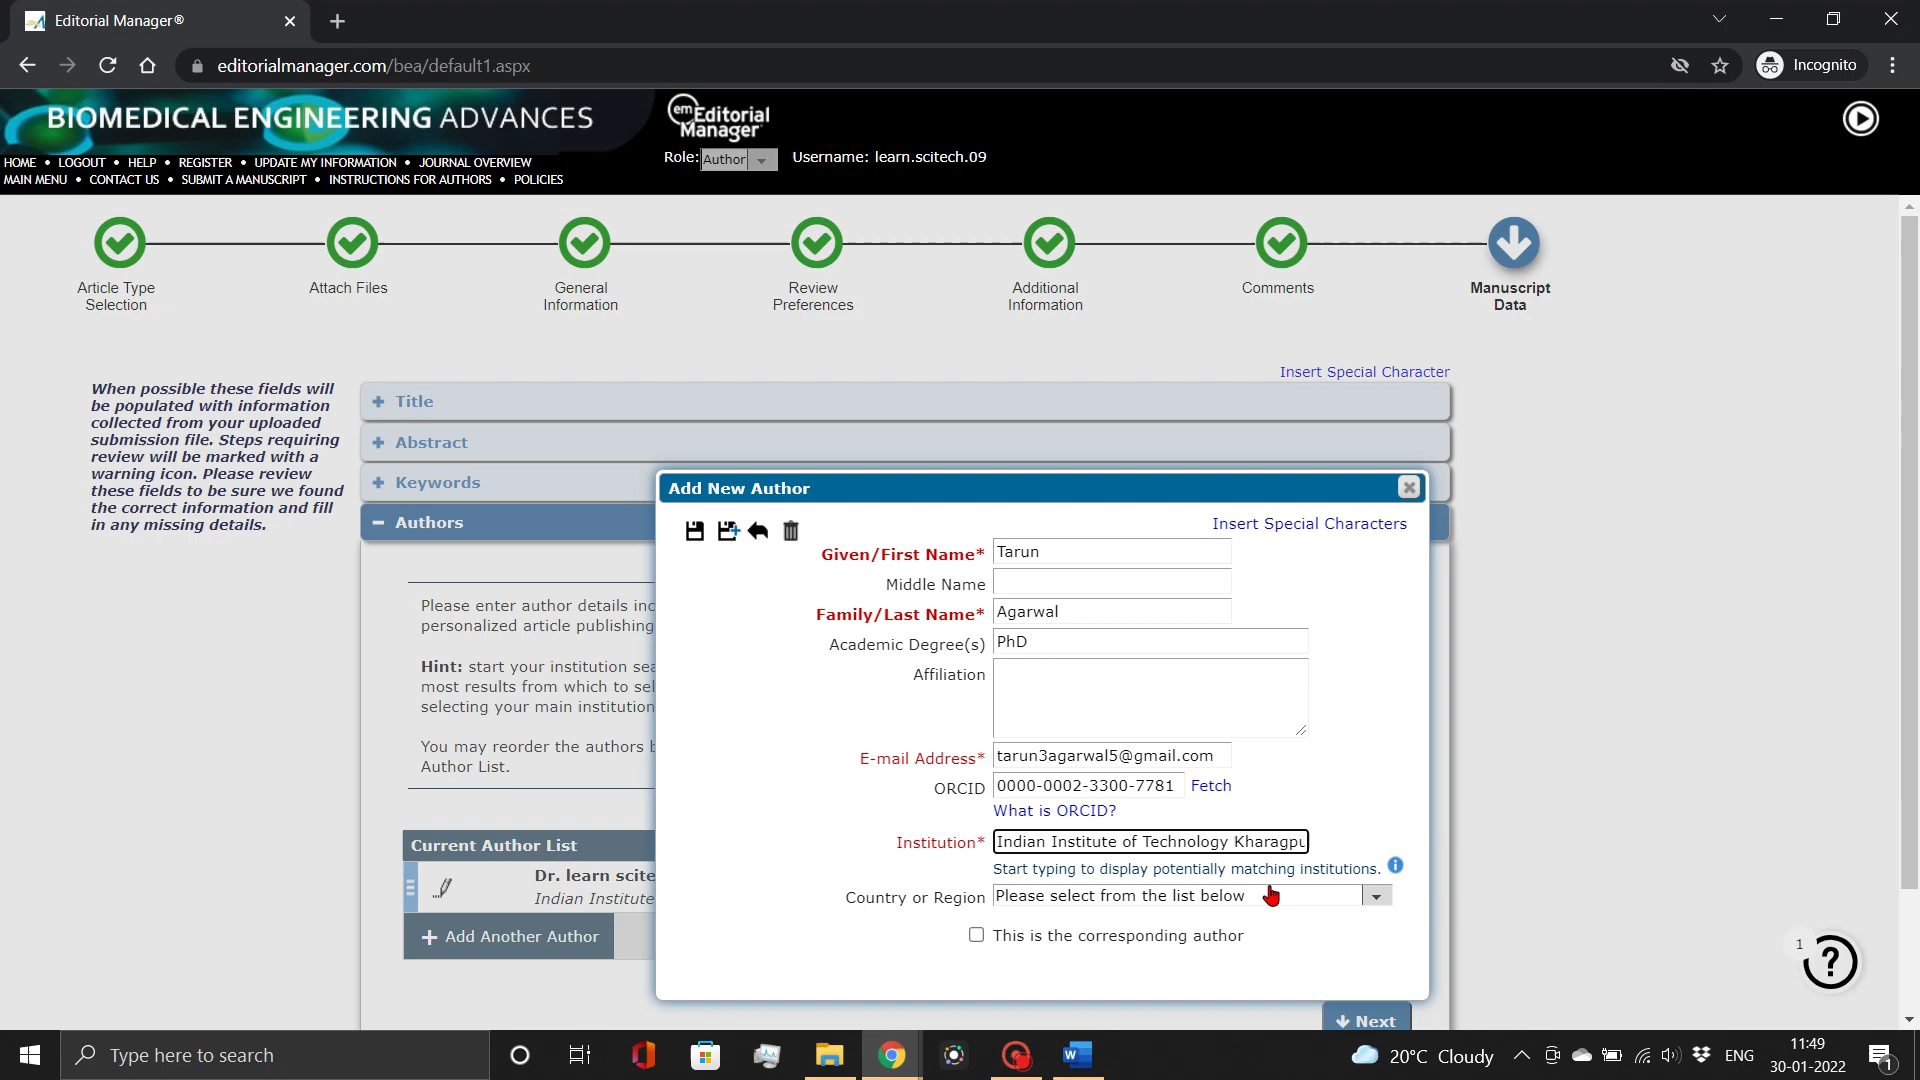 Editorial Manager®
editorialmanager.com/bea/default1.aspx
Incognito
BIOMEDICAL ENGINEERING ADVANCES
em Editorial
Manager
HOME • LOGOUT • HELP • REGISTER • UPDATE MY INFORMATION • JOURNAL OVERVIEW
MAIN MENU • CONTACT US • SUBMIT A MANUSCRIPT • INSTRUCTIONS FOR AUTHORS • POLICIES
Role: Author
Username: learn.scitech.09
Article Type
Selection
Attach Files
General
Information
Review
Preferences
Additional
Information
Comments
Manuscript
Data
When possible these fields will
be populated with information
collected from your uploaded
submission file. Steps requiring
review will be marked with a
warning icon. Please review
these fields to be sure we found
the correct information and fill
in any missing details.
Insert Special Character
+ Title
+ Abstract
+ Keywords
− Authors
Please enter author details inc
personalized article publishing
Hint: start your institution sea
most results from which to sel
selecting your main institution
You may reorder the authors b
Author List.
Current Author List
Dr. learn scite
Indian Institute
+ Add Another Author
Add New Author
Insert Special Characters
Given/First Name* Tarun
Middle Name
Family/Last Name* Agarwal
Academic Degree(s) PhD
Affiliation
E-mail Address* tarun3agarwal5@gmail.com
ORCID 0000-0002-3300-7781 Fetch
What is ORCID?
Institution* Indian Institute of Technology Kharagpu
Start typing to display potentially matching institutions.
Country or Region Please select from the list below
This is the corresponding author
Next
1
?
Type here to search
20°C Cloudy
ENG
11:49
30-01-2022
1